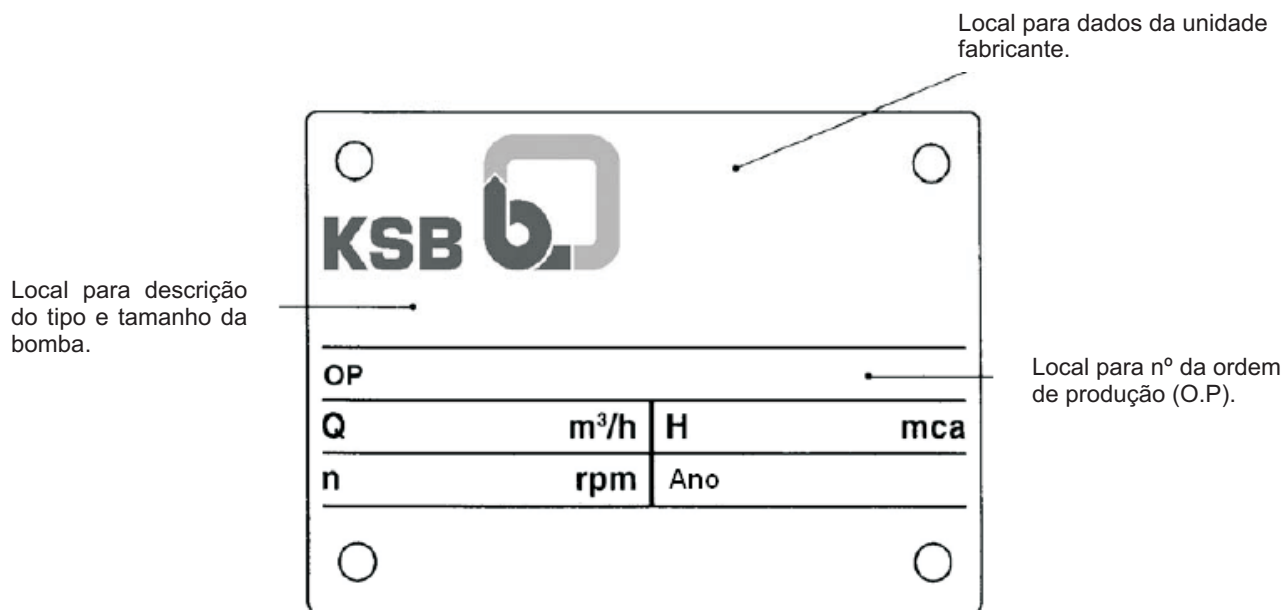 Local para dados da unidade
fabricante.
KSB b.
Local para descrição
do tipo e tamanho da
bomba.
OP
Local para nº da ordem
de produção (O.P).
Q m³/h H mca
n rpm Ano